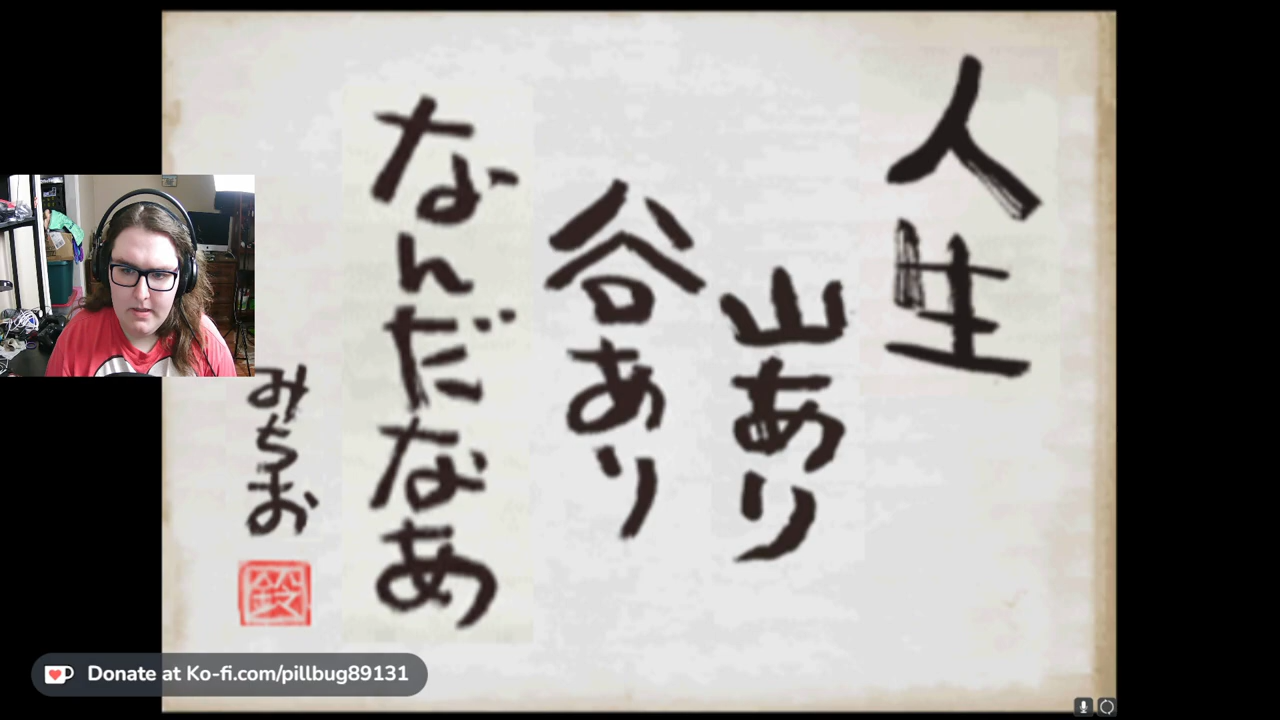 人生
山あり
谷あり
なんだなあ
みちお
鈴
Donate at Ko-fi.com/pillbug89131